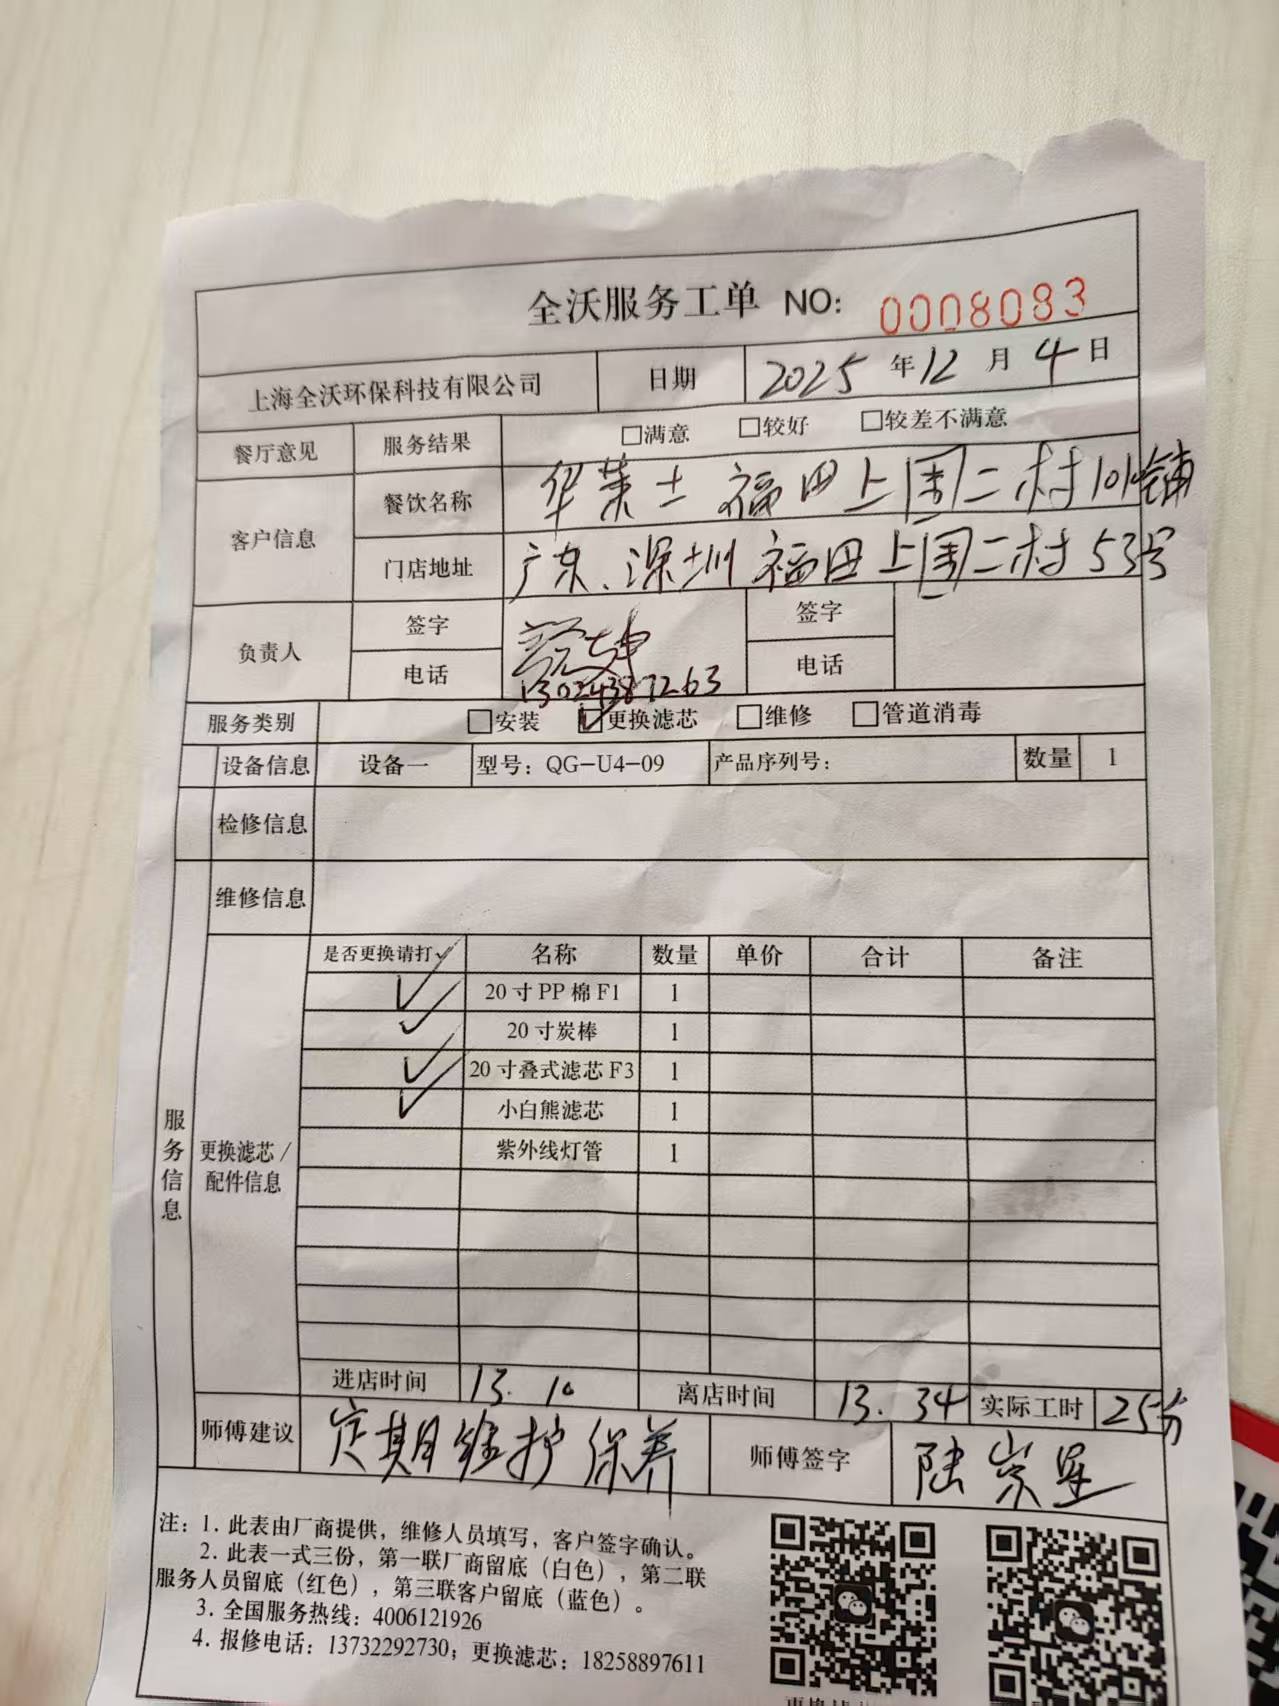 全沃服务工单 NO: 0008083
上海全沃环保科技有限公司 日期 2025年12月4日
餐厅意见 服务结果 □满意 □较好 □较差不满意
客户信息 餐饮名称 华莱士福田上围二村101铺
门店地址 广东、深圳福田上围二村53号
负责人 签字 签字
电话 13024387263 电话
服务类别 □安装 ☑更换滤芯 □维修 □管道消毒
设备信息 设备一 型号：QG-U4-09 产品序列号： 数量 1
检修信息
维修信息
服务信息
更换滤芯/配件信息
是否更换请打✓ 名称 数量 单价 合计 备注
✓ 20寸PP棉F1 1
✓ 20寸炭棒 1
✓ 20寸叠式滤芯F3 1
✓ 小白熊滤芯 1
紫外线灯管 1
进店时间 13.10 离店时间 13.34 实际工时 25分
师傅建议 定期维护保养 师傅签字 陆崇星
注：1. 此表由厂商提供，维修人员填写，客户签字确认。
2. 此表一式三份，第一联厂商留底（白色），第二联
服务人员留底（红色），第三联客户留底（蓝色）。
3. 全国服务热线：4006121926
4. 报修电话：13732292730；更换滤芯：18258897611